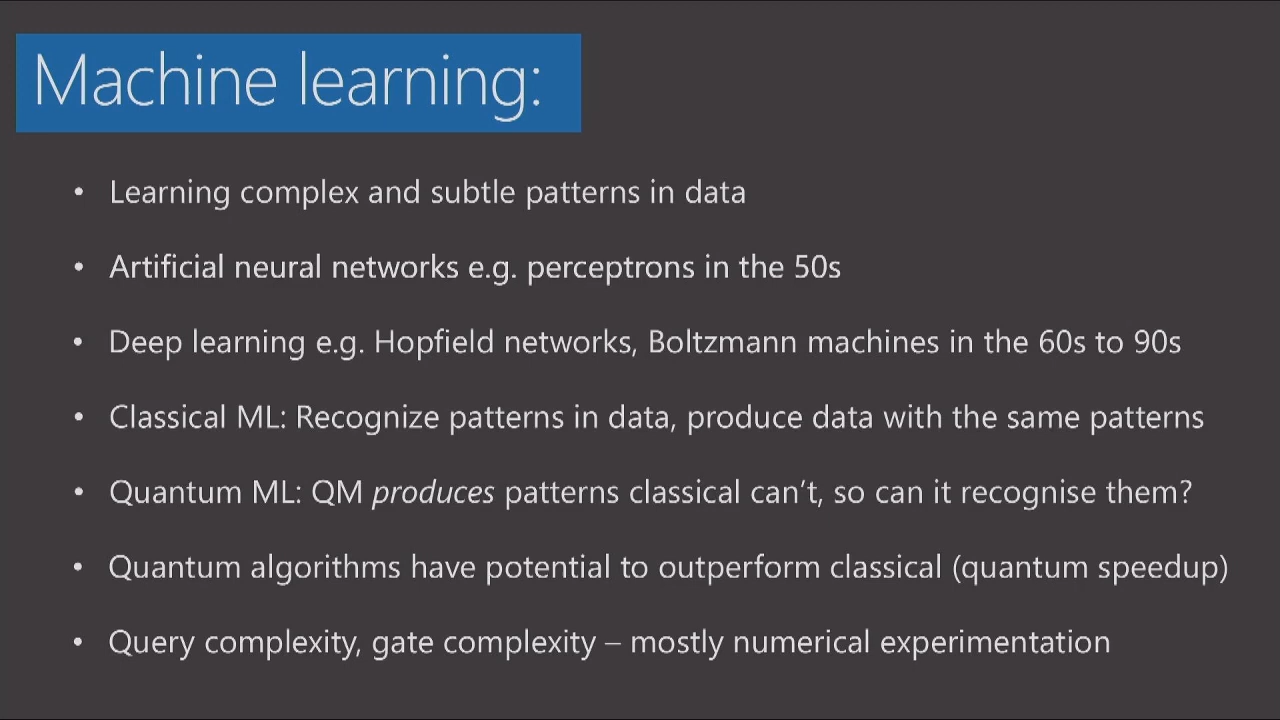 Machine learning:
• Learning complex and subtle patterns in data
• Artificial neural networks e.g. perceptrons in the 50s
• Deep learning e.g. Hopfield networks, Boltzmann machines in the 60s to 90s
• Classical ML: Recognize patterns in data, produce data with the same patterns
• Quantum ML: QM produces patterns classical can’t, so can it recognise them?
• Quantum algorithms have potential to outperform classical (quantum speedup)
• Query complexity, gate complexity – mostly numerical experimentation